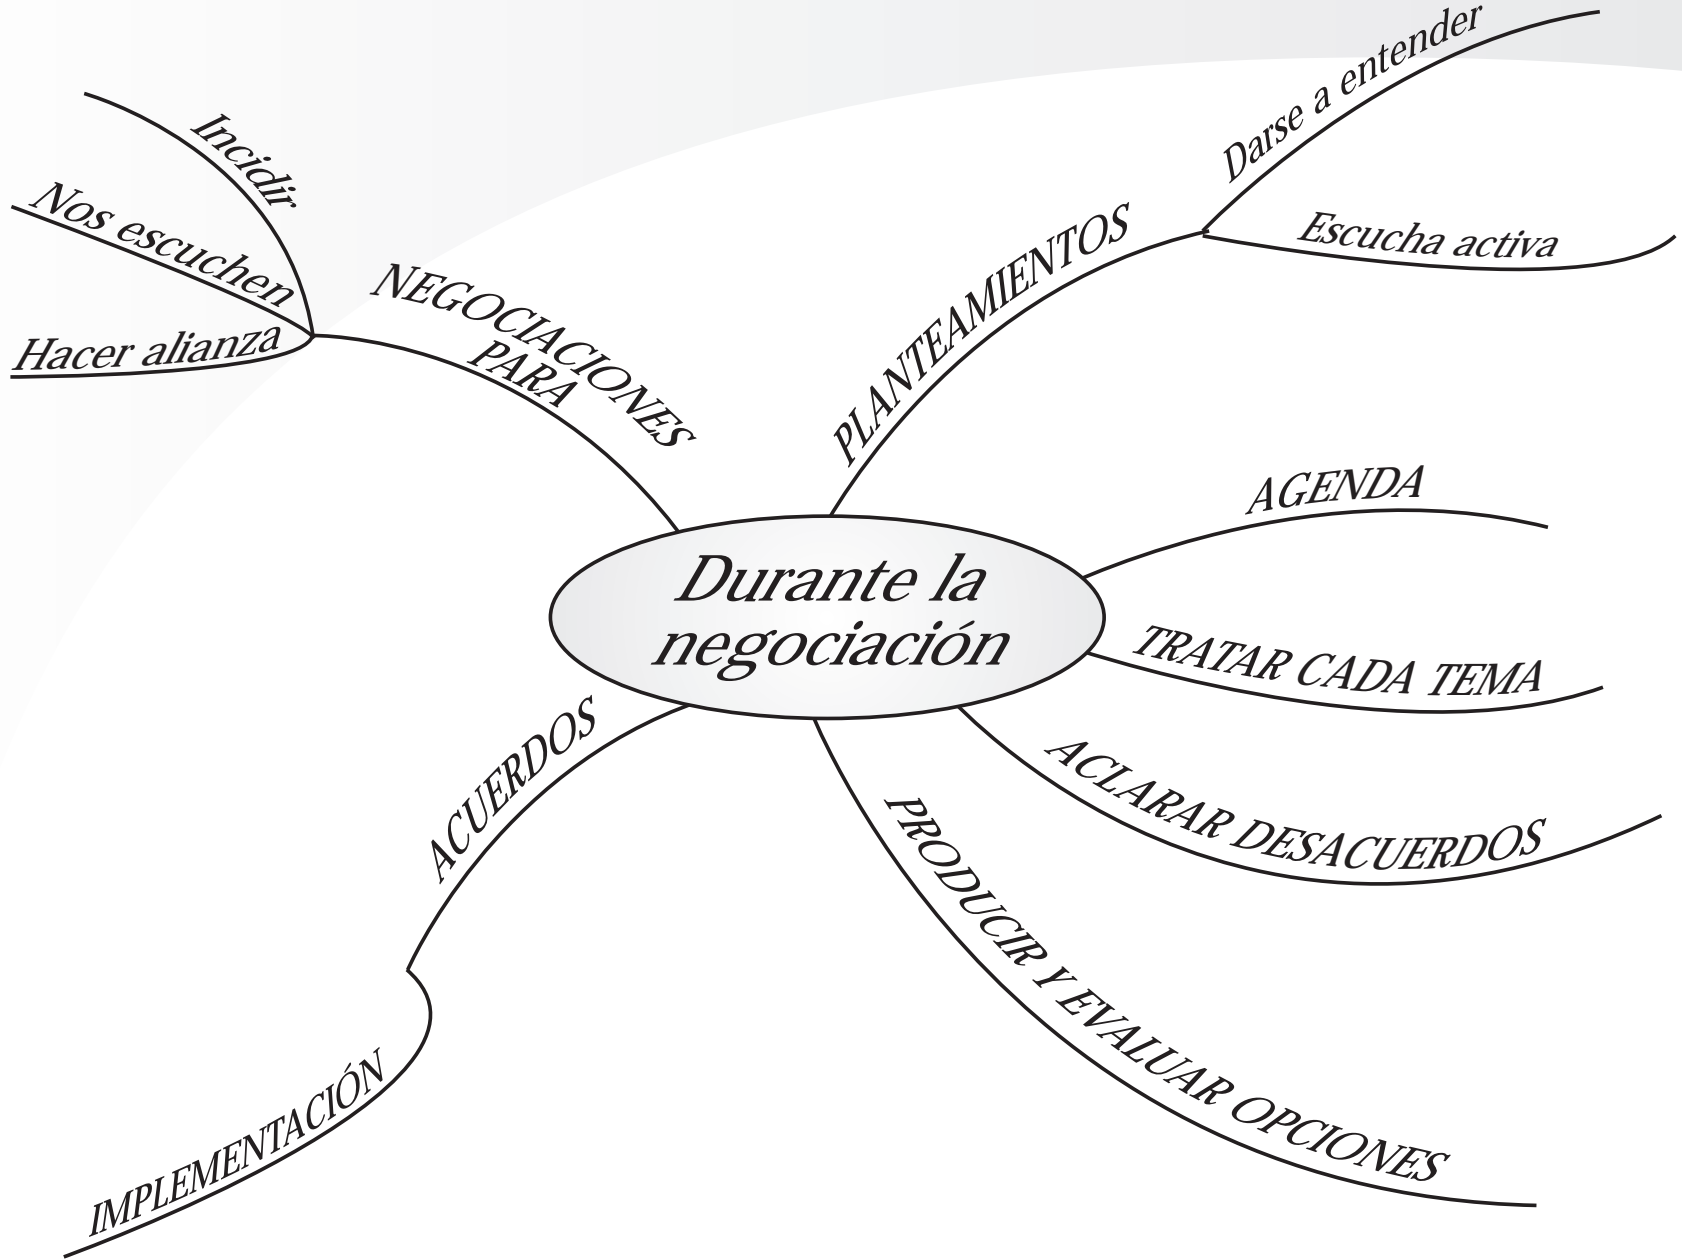 Durante la
negociación
PLANTEAMIENTOS
Darse a entender
Escucha activa
AGENDA
TRATAR CADA TEMA
ACLARAR DESACUERDOS
PRODUCIR Y EVALUAR OPCIONES
ACUERDOS
IMPLEMENTACIÓN
NEGOCIACIONES
PARA
Incidir
Nos escuchen
Hacer alianza